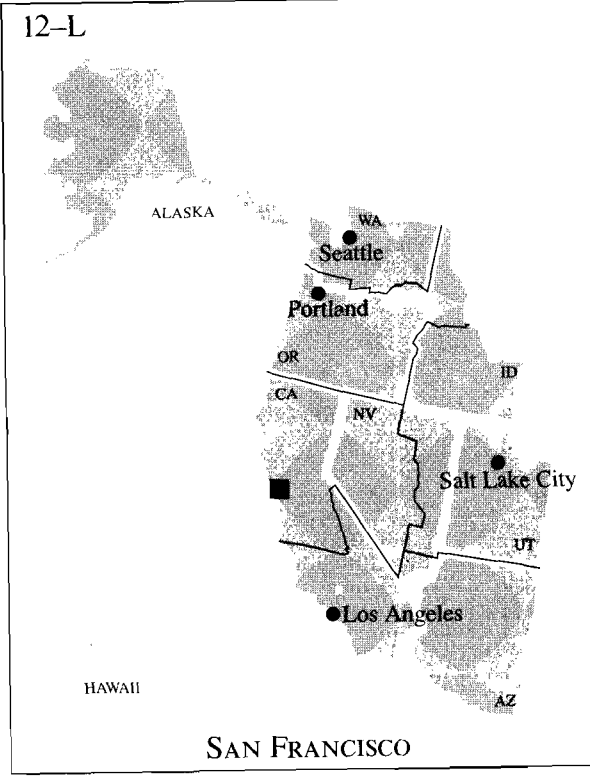 12–L
ALASKA
WA
Seattle
Portland
OR
ID
CA
NV
Salt Lake City
UT
Los Angeles
HAWAII
AZ
SAN FRANCISCO